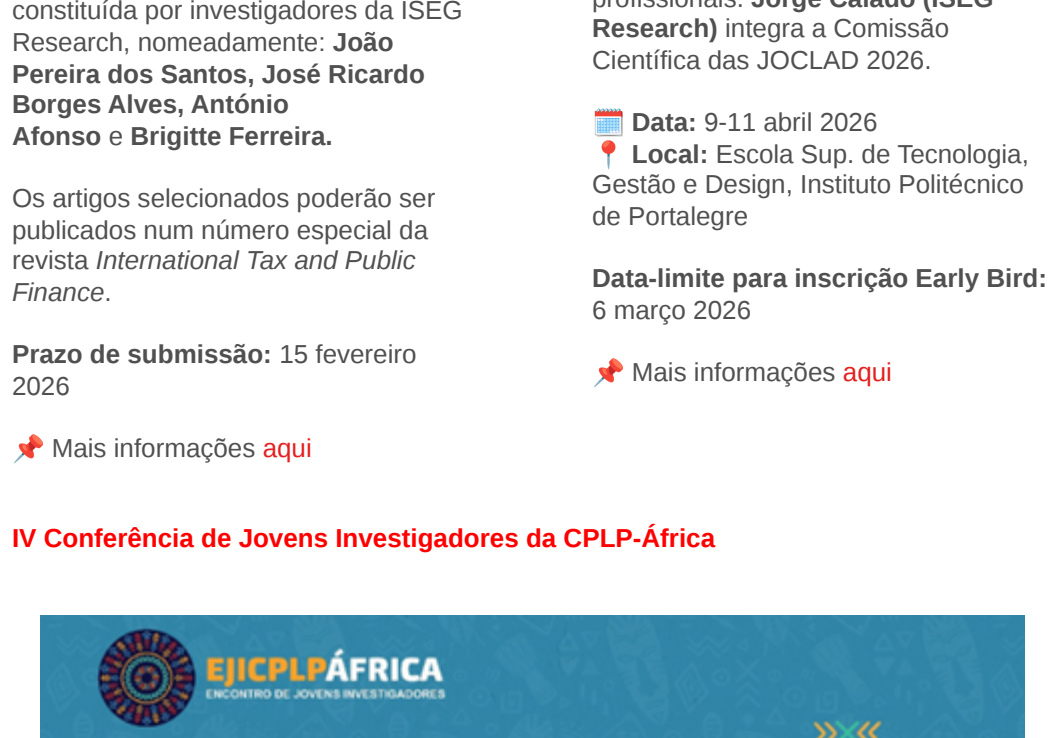 constituída por investigadores da ISEG
Research, nomeadamente: João
Pereira dos Santos, José Ricardo
Borges Alves, António
Afonso e Brigitte Ferreira.
Os artigos selecionados poderão ser
publicados num número especial da
revista International Tax and Public
Finance.
Prazo de submissão: 15 fevereiro
2026
📌 Mais informações aqui
profissionais. Jorge Caiado (ISEG
Research) integra a Comissão
Científica das JOCLAD 2026.
🗓️ Data: 9-11 abril 2026
📍 Local: Escola Sup. de Tecnologia,
Gestão e Design, Instituto Politécnico
de Portalegre
Data-limite para inscrição Early Bird:
6 março 2026
📌 Mais informações aqui
IV Conferência de Jovens Investigadores da CPLP-África
EJICPLPÁFRICA
ENCONTRO DE JOVENS INVESTIGADORES